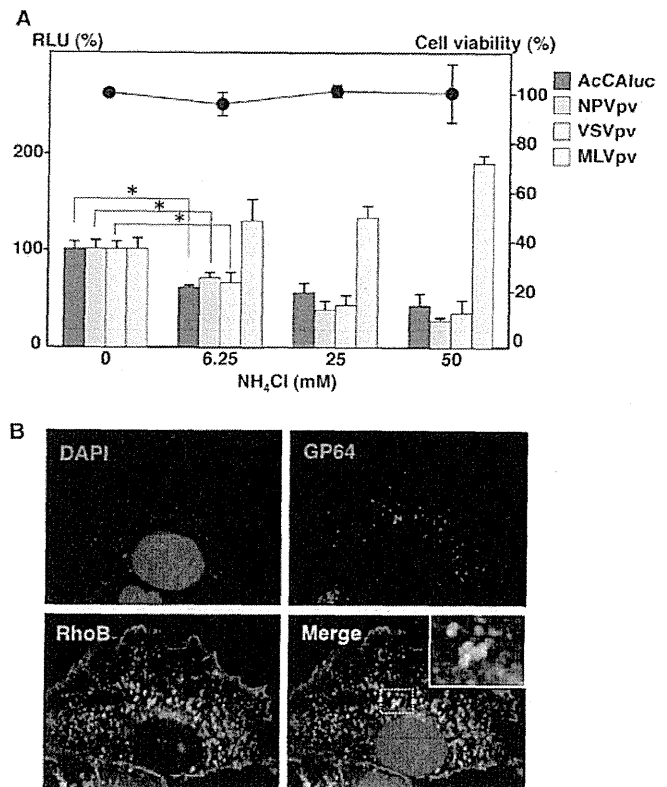 A
RLU (%)
Cell viability (%)
AcCAluc
NPVpv
VSVpv
MLVpv
200
100
0
100
80
60
40
20
0
* * *
0 6.25 25 50
NH₄Cl (mM)
B
DAPI
GP64
RhoB
Merge